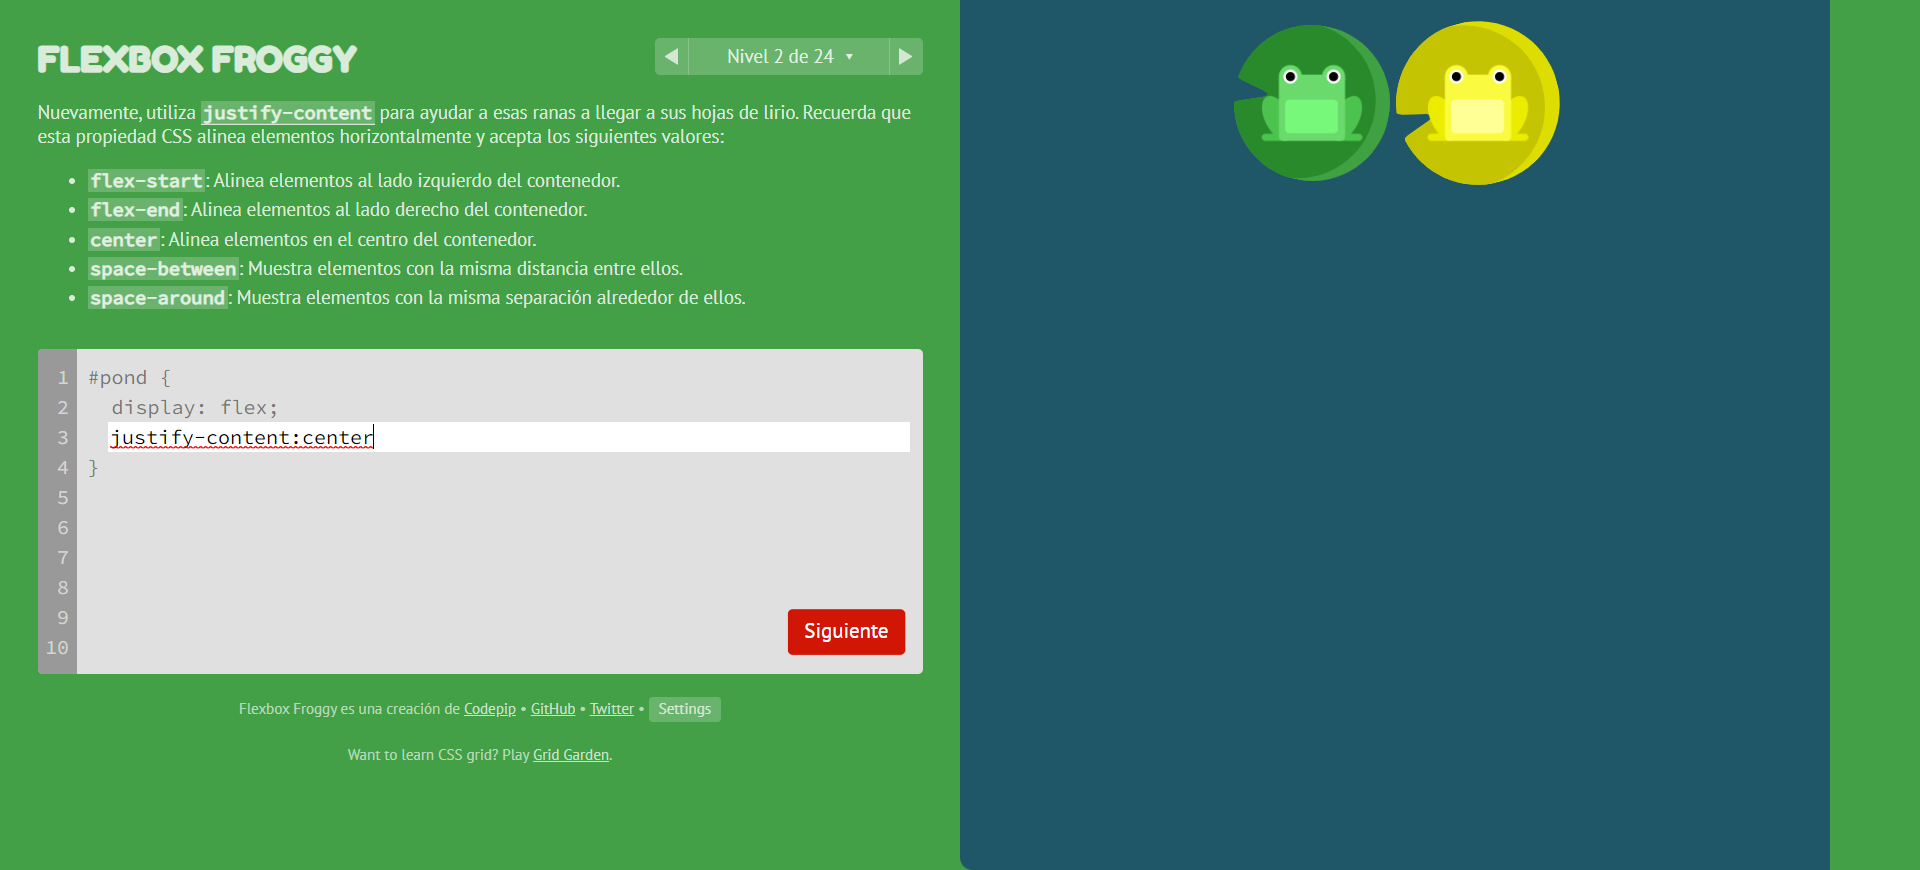 FLEXBOX FROGGY
Nivel 2 de 24
Nuevamente, utiliza justify-content para ayudar a esas ranas a llegar a sus hojas de lirio. Recuerda que
esta propiedad CSS alinea elementos horizontalmente y acepta los siguientes valores:
• flex-start: Alinea elementos al lado izquierdo del contenedor.
• flex-end: Alinea elementos al lado derecho del contenedor.
• center: Alinea elementos en el centro del contenedor.
• space-between: Muestra elementos con la misma distancia entre ellos.
• space-around: Muestra elementos con la misma separación alrededor de ellos.
1 #pond {
2 display: flex;
3 justify-content:center
4 }
5
6
7
8
9
10
Siguiente
Flexbox Froggy es una creación de Codepip • GitHub • Twitter • Settings
Want to learn CSS grid? Play Grid Garden.